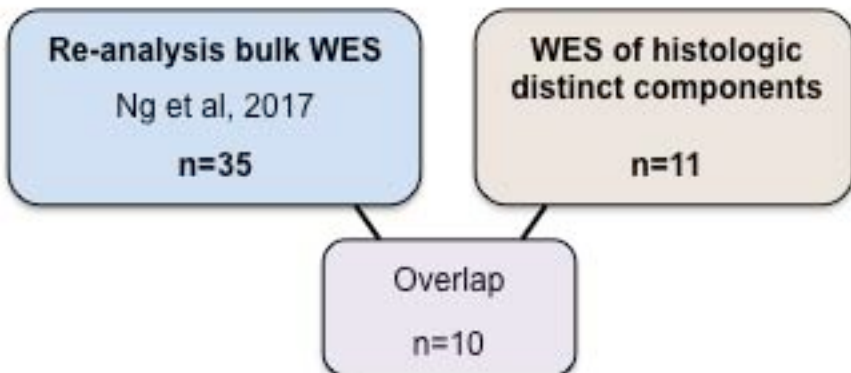 Re-analysis bulk WES
Ng et al, 2017
n=35
WES of histologic
distinct components
n=11
Overlap
n=10